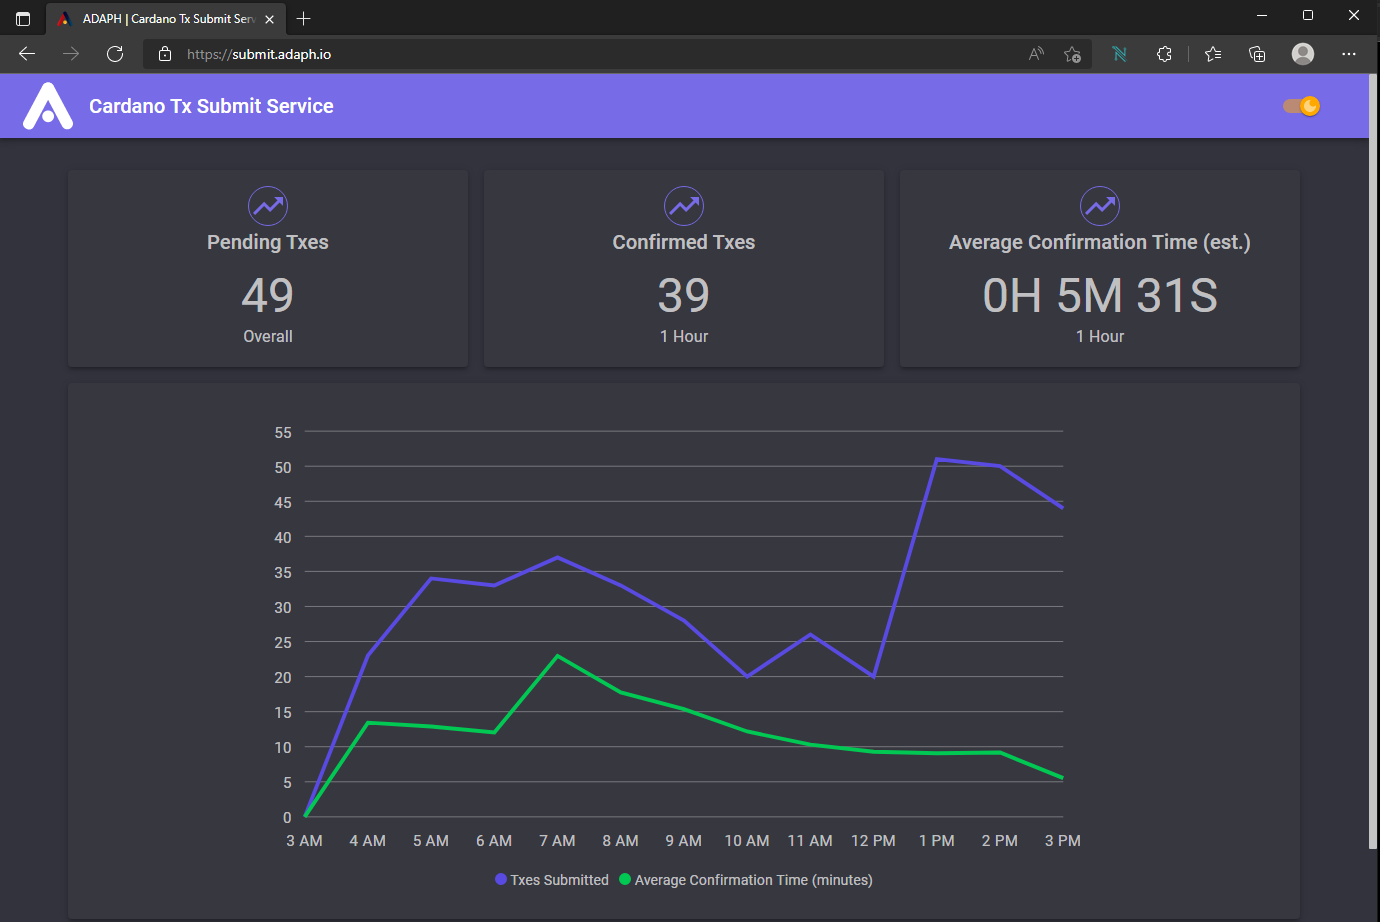 ADAPH | Cardano Tx Submit Serv
https://submit.adaph.io
Cardano Tx Submit Service
Pending Txes
49
Overall
Confirmed Txes
39
1 Hour
Average Confirmation Time (est.)
0H 5M 31S
1 Hour
55
50
45
40
35
30
25
20
15
10
5
0
3 AM 4 AM 5 AM 6 AM 7 AM 8 AM 9 AM 10 AM 11 AM 12 PM 1 PM 2 PM 3 PM
Txes Submitted Average Confirmation Time (minutes)